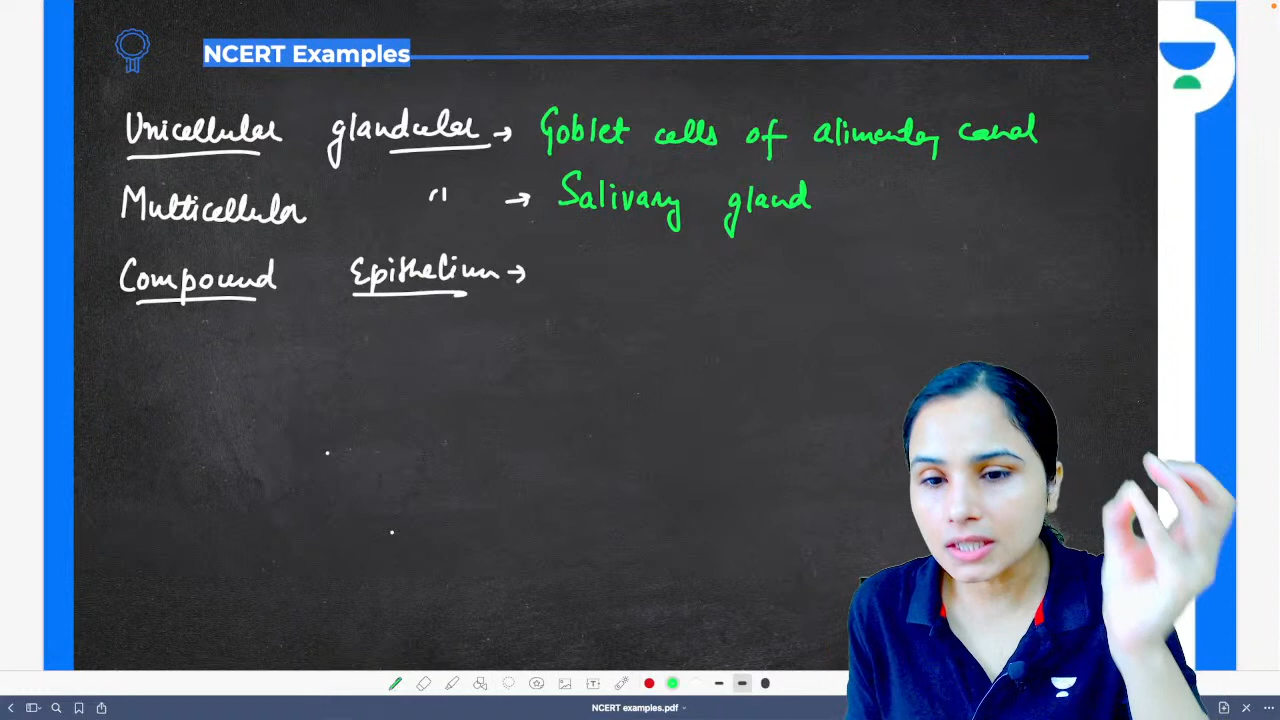 NCERT Examples
Unicellular glandular → Goblet cells of alimentary canal
Multicellular " → Salivary gland
Compound Epithelium →
NCERT examples.pdf